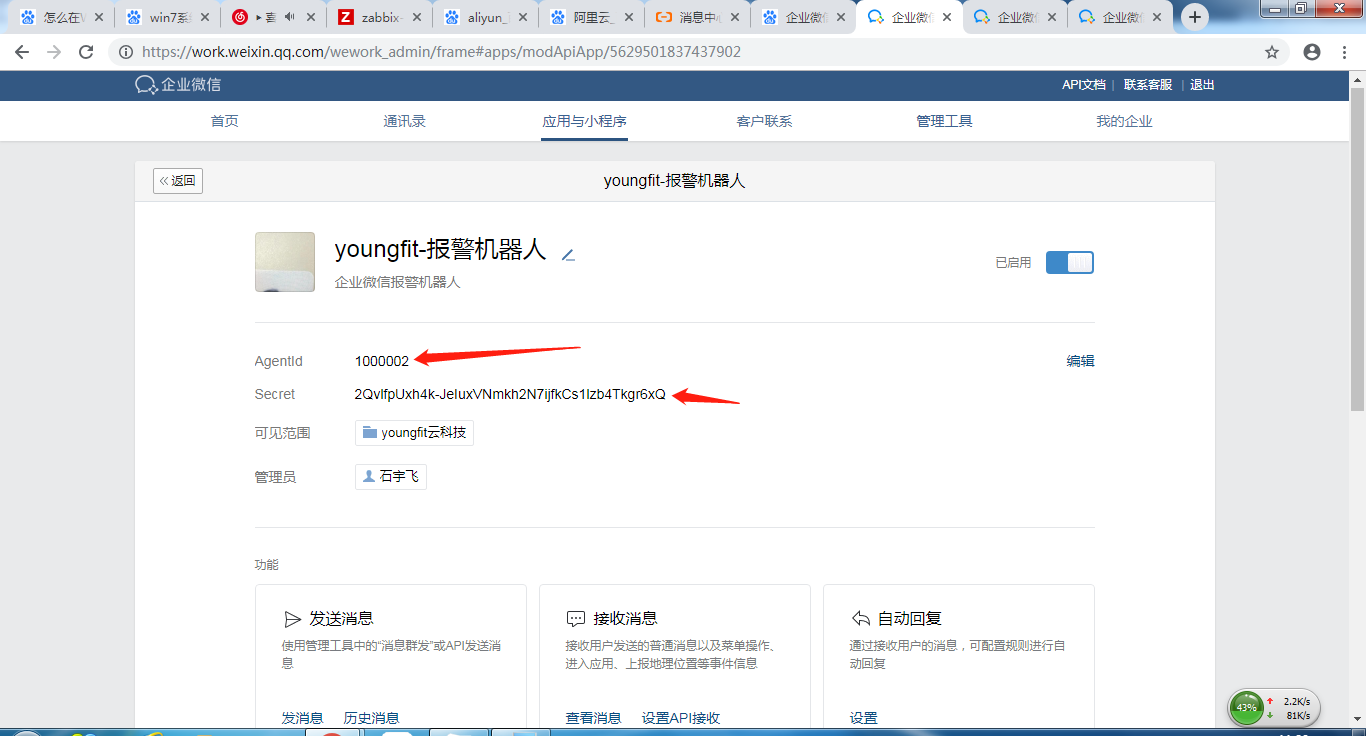 怎么在W
win7系统
喜
zabbix-
aliyun_
阿里云_
消息中心
企业微信
企业微信
企业微信
企业微信
https://work.weixin.qq.com/wework_admin/frame#apps/modApiApp/5629501837437902
企业微信
API文档 | 联系客服 | 退出
首页 通讯录 应用与小程序 客户联系 管理工具 我的企业
返回
youngfit-报警机器人
youngfit-报警机器人
企业微信报警机器人
已启用
AgentId 1000002
编辑
Secret 2QvlfpUxh4k-JeluxVNmkh2N7ijfkCs1lzb4Tkgr6xQ
可见范围 youngfit云科技
管理员 石宇飞
功能
发送消息
使用管理工具中的“消息群发”或API发送消
息
发消息 历史消息
接收消息
接收用户发送的普通消息以及菜单操作、
进入应用、上报地理位置等事件信息
查看消息 设置API接收
自动回复
通过接收用户的消息，可配置规则进行自
动回复
设置
43%
2.2K/s
81K/s